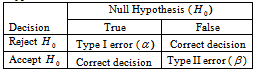 Null Hypothesis (H₀)
Decision True False
Reject H₀ Type I error (α) Correct decision
Accept H₀ Correct decision Type II error (β)